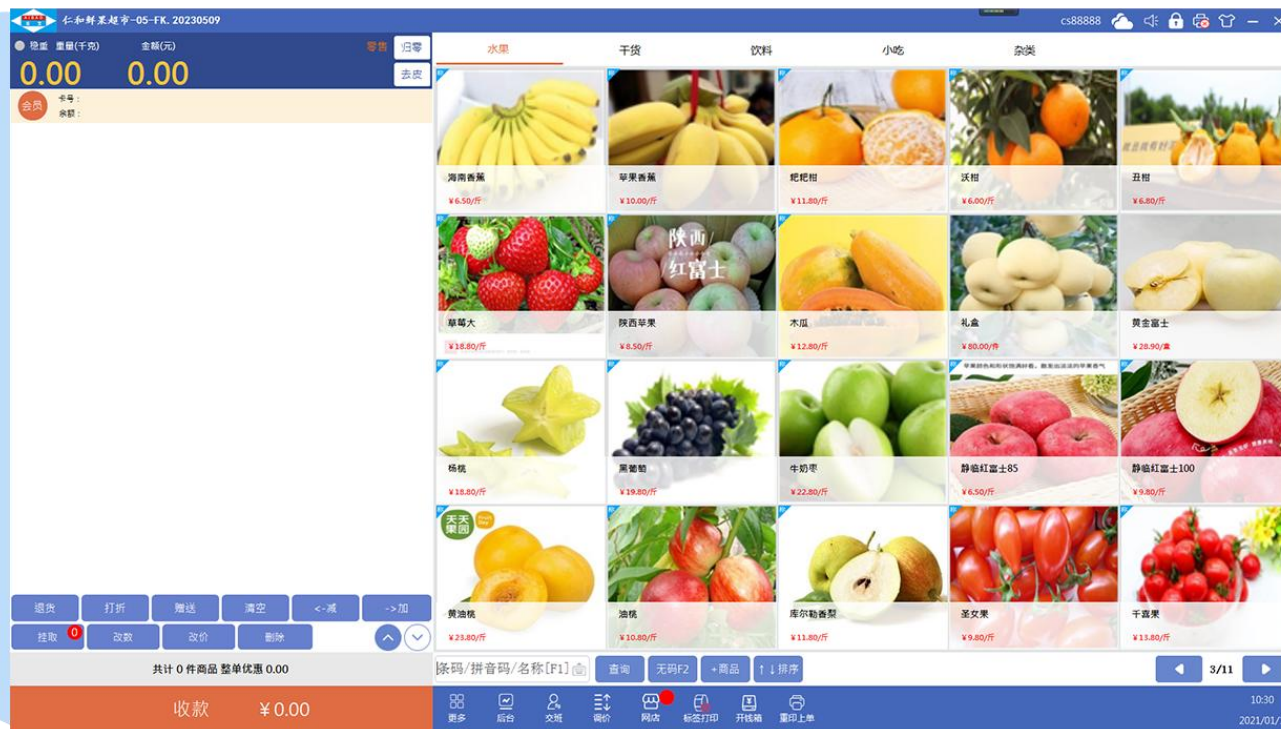 仁和鲜果超市-05-FK. 20230509
cs88888
稳重 重量(千克) 金额(元) 零售 归零
0.00 0.00 去皮
会员 卡号：
余额：
水果 干货 饮料 小吃 杂类
海南香蕉 苹果香蕉 粑粑柑 沃柑 丑柑
¥6.50/斤 ¥10.00/斤 ¥11.80/斤 ¥6.00/斤 ¥6.80/斤
陕西
红富士
草莓大 陕西苹果 木瓜 礼盒 黄金富士
¥18.80/斤 ¥8.50/斤 ¥12.80/斤 ¥80.00/件 ¥28.90/盒
杨桃 黑葡萄 牛奶枣 静临红富士85 静临红富士100
¥18.80/斤 ¥19.80/斤 ¥22.80/斤 ¥6.50/斤 ¥9.80/斤
天天
果园
黄油桃 油桃 库尔勒香梨 圣女果 千喜果
¥23.80/斤 ¥10.80/斤 ¥11.80/斤 ¥9.80/斤 ¥13.80/斤
退货 打折 赠送 清空 <-减 ->加
挂取 0 改数 改价 删除
共计 0 件商品 整单优惠 0.00
收款 ¥0.00
条码/拼音码/名称[F1] 查询 无码F2 +商品 ↑↓排序 3/11
更多 后台 交班 调价 网店 标签打印 开钱箱 重印上单
10:30
2021/01/